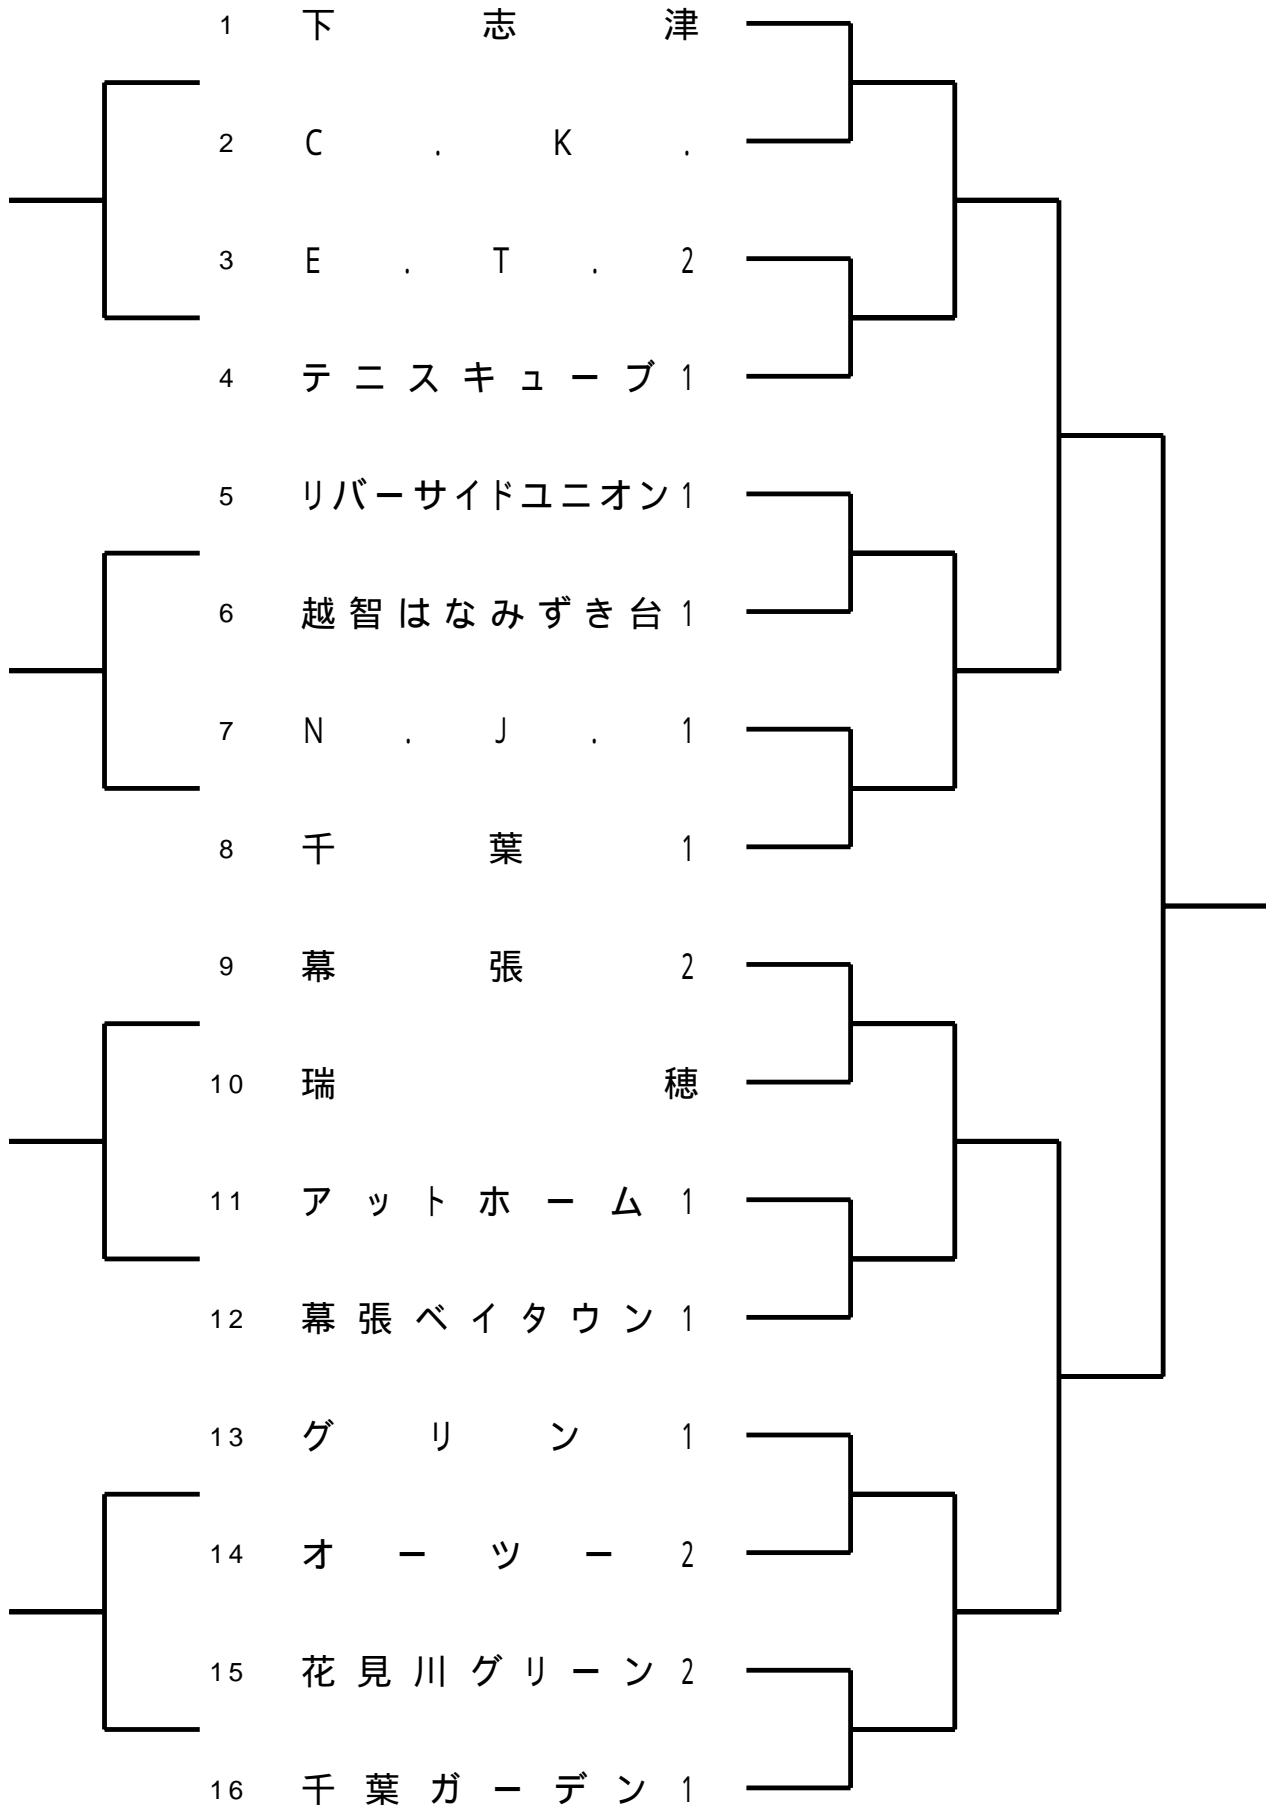 1 下志津
2 C.K.
3 E.T.2
4 テニスキューブ1
5 リバーサイドユニオン1
6 越智はなみずき台1
7 N.J.1
8 千葉1
9 幕張2
10 瑞穂
11 アットホーム1
12 幕張ベイタウン1
13 グリン1
14 オーツー2
15 花見川グリーン2
16 千葉ガーデン1